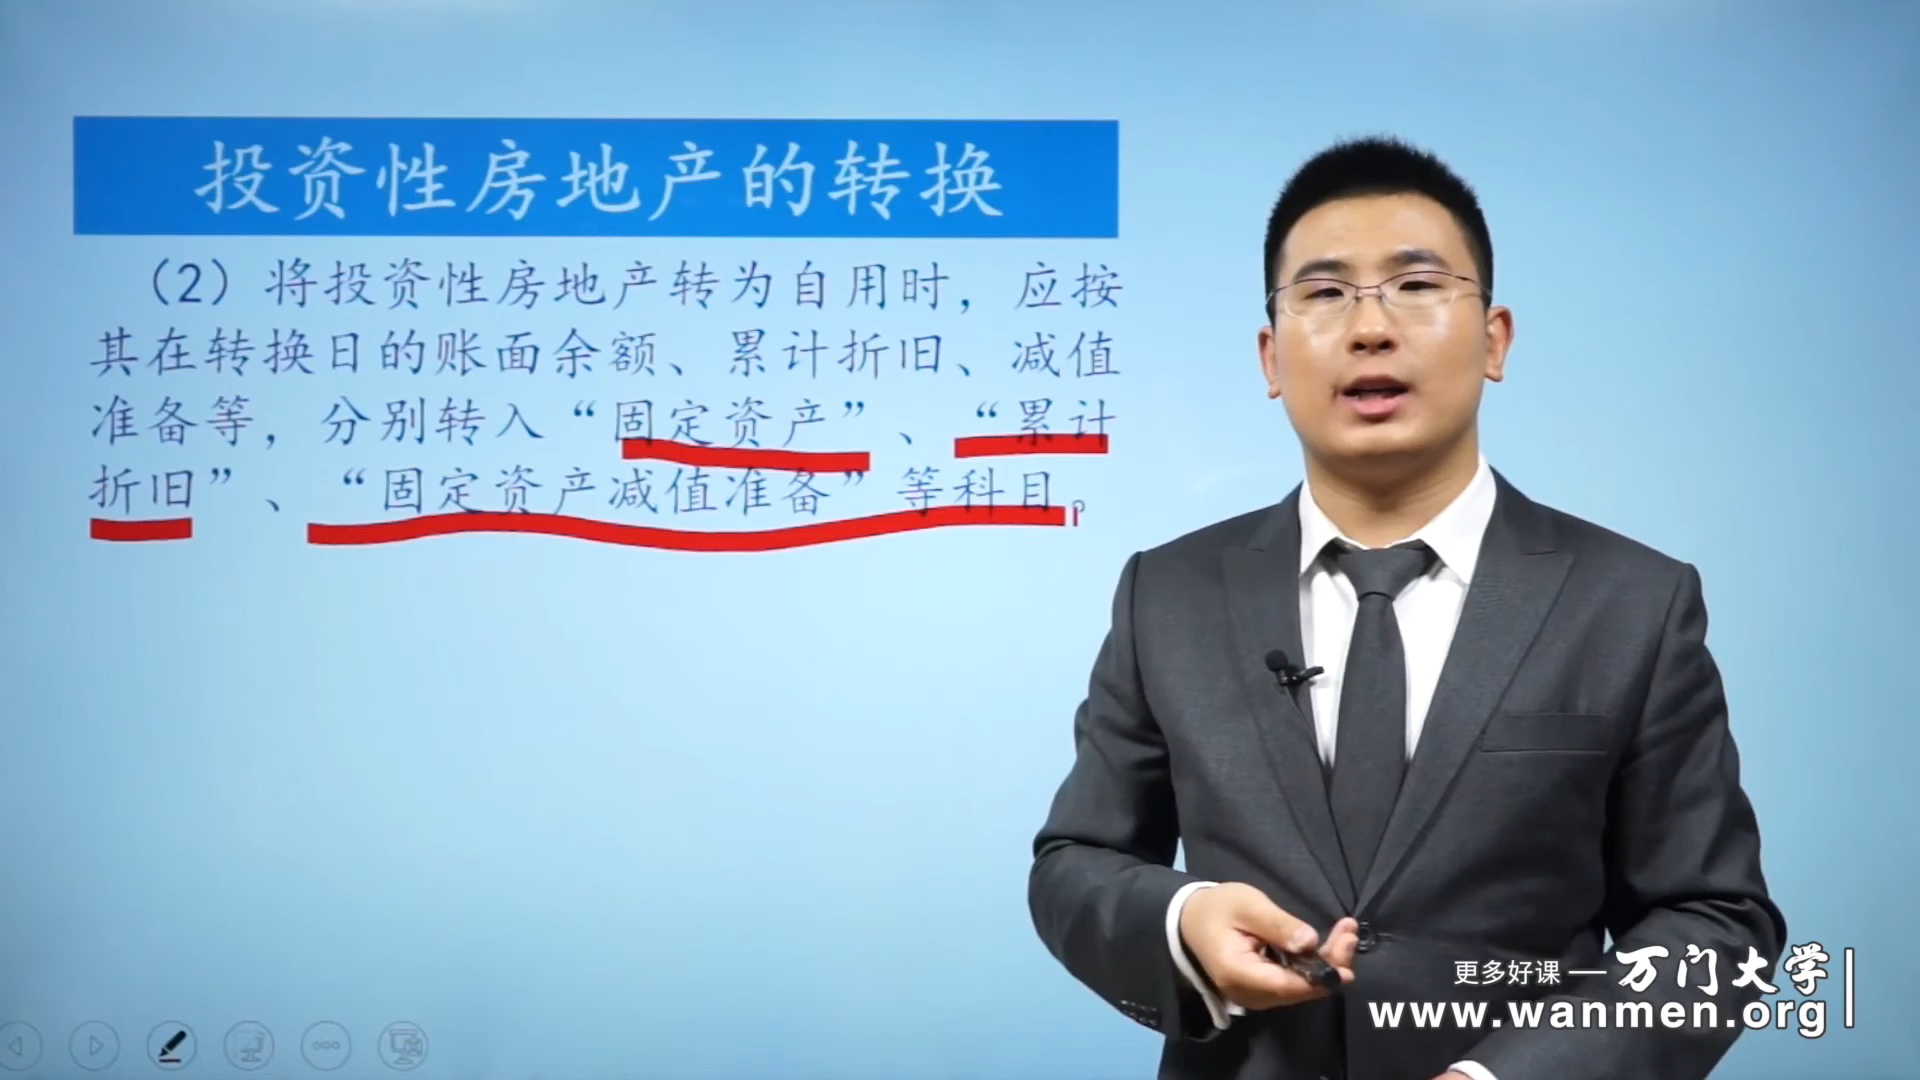 投资性房地产的转换
（2）将投资性房地产转为自用时，应按
其在转换日的账面余额、累计折旧、减值
准备等，分别转入“固定资产”、“累计
折旧”、“固定资产减值准备”等科目。
更多好课—万门大学
www.wanmen.org